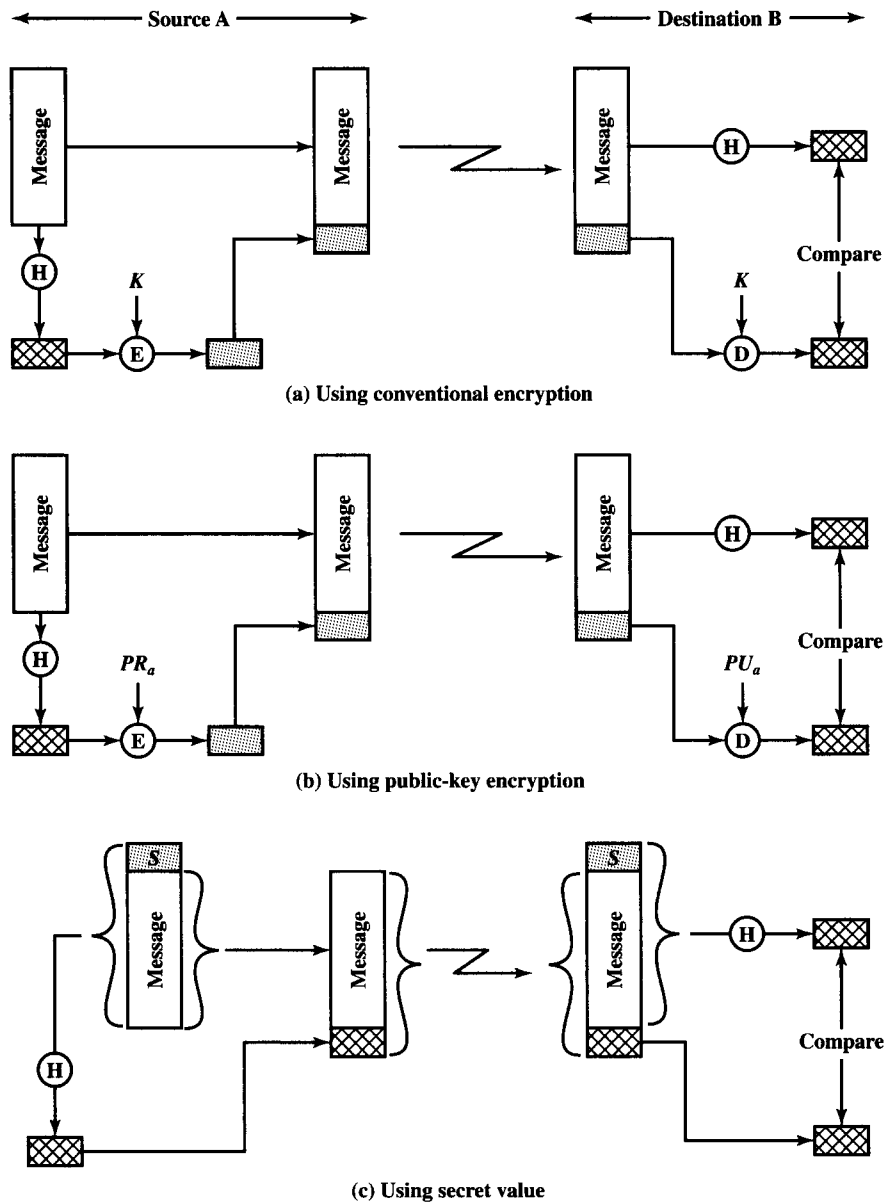 Source A
Destination B
Message
Message
Message
H
H
K
K
Compare
E
D
(a) Using conventional encryption
Message
Message
Message
H
H
PRa
PUa
Compare
E
D
(b) Using public-key encryption
S
S
Message
Message
Message
H
H
Compare
(c) Using secret value